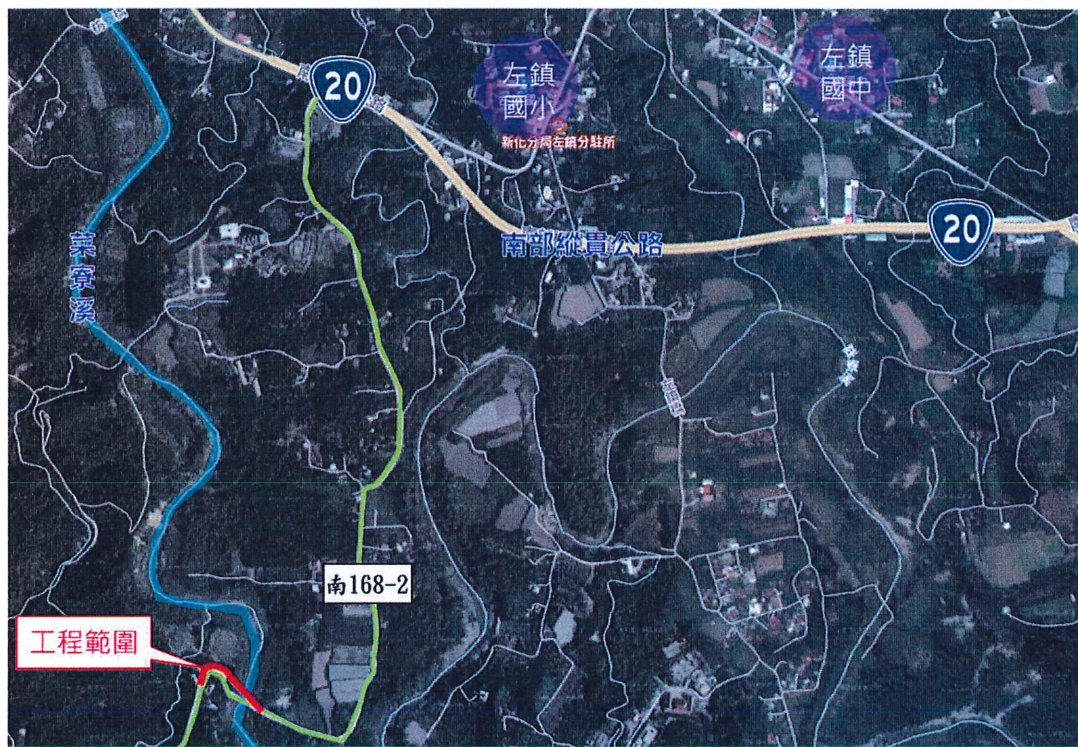 20
左鎮
國小
左鎮
國中
新化分局左鎮分駐所
20
南部縱貫公路
菜寮溪
南168-2
工程範圍